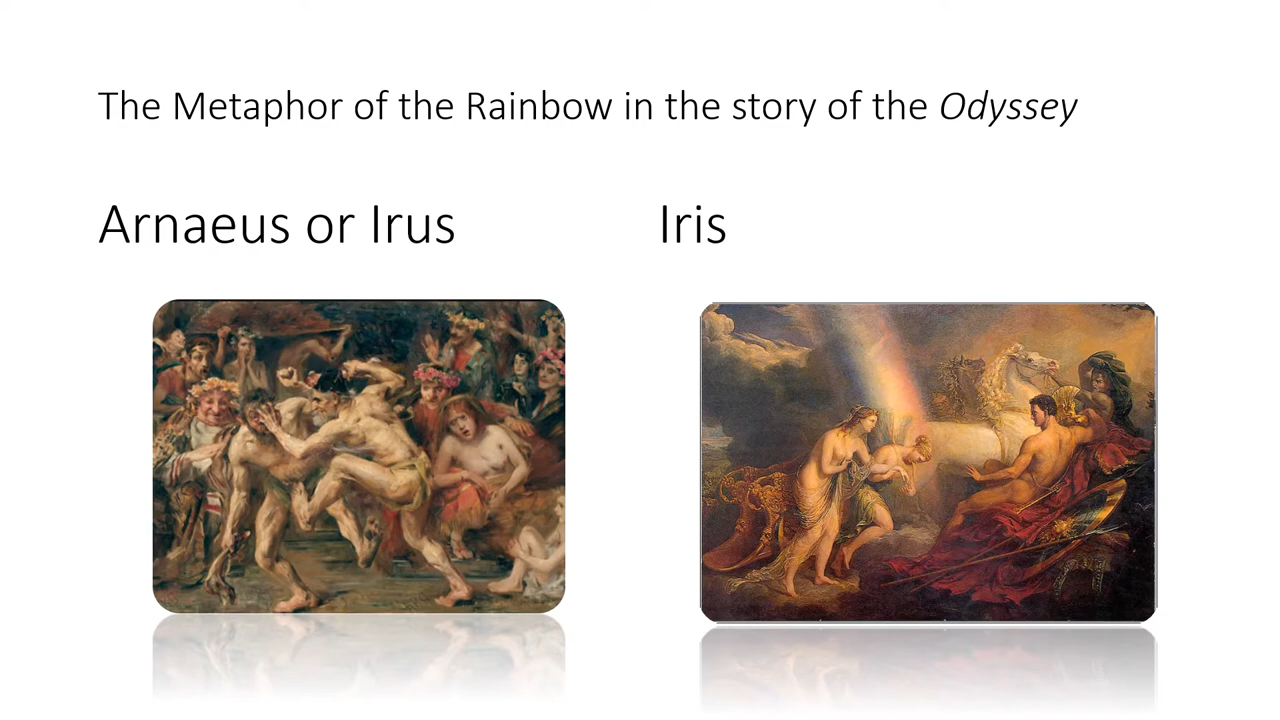 The Metaphor of the Rainbow in the story of the Odyssey
Arnaeus or Irus
Iris